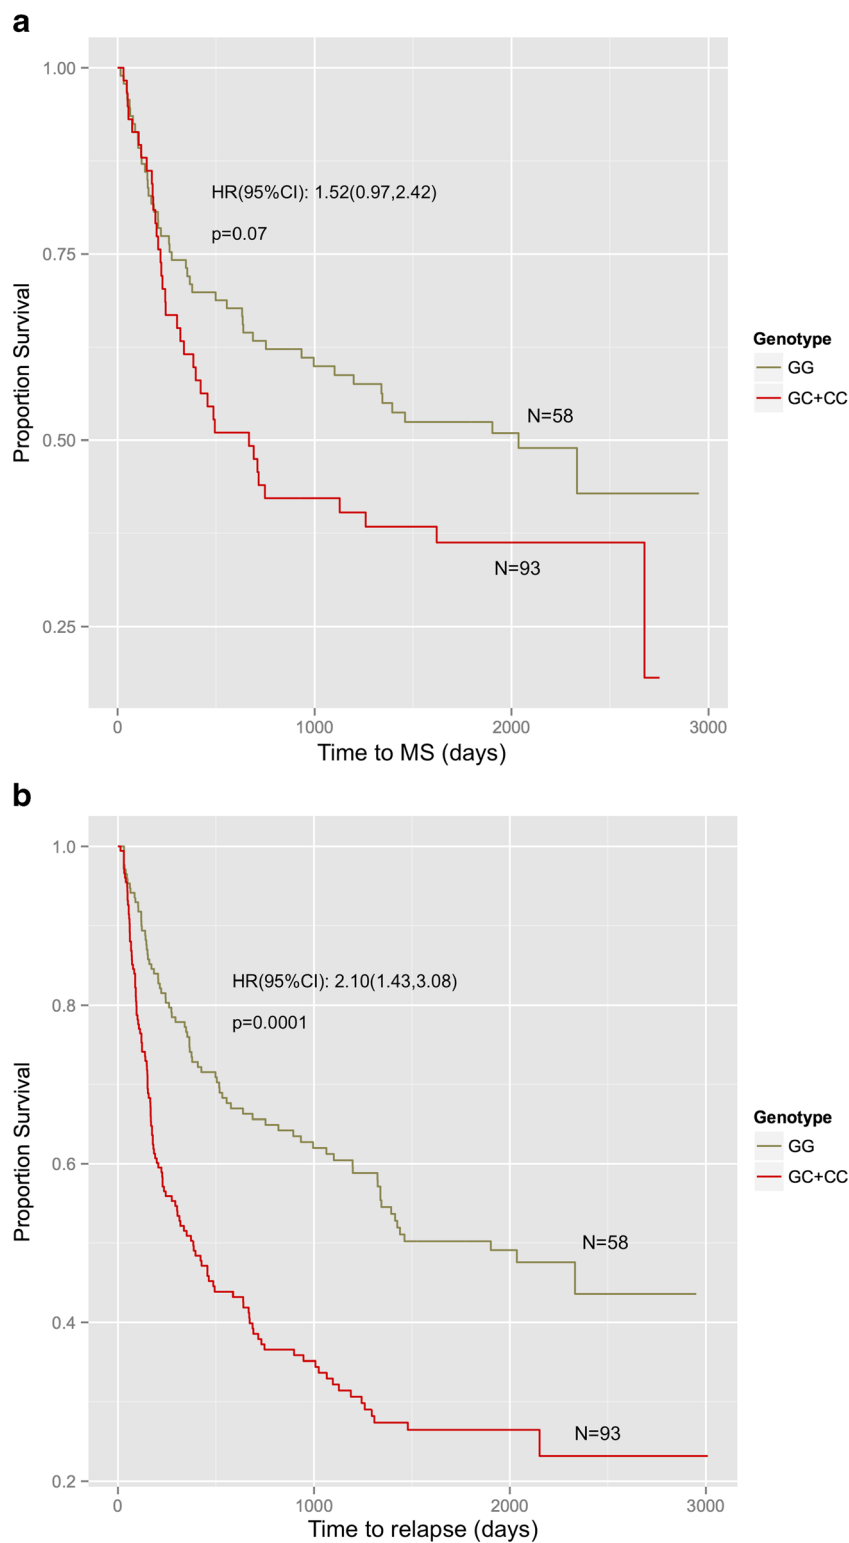 a
1.00
0.75
0.50
0.25
Proportion Survival
HR(95%CI): 1.52(0.97,2.42)
p=0.07
N=58
N=93
0
1000
2000
3000
Time to MS (days)
Genotype
GG
GC+CC
b
1.0
0.8
0.6
0.4
0.2
Proportion Survival
HR(95%CI): 2.10(1.43,3.08)
p=0.0001
N=58
N=93
0
1000
2000
3000
Time to relapse (days)
Genotype
GG
GC+CC